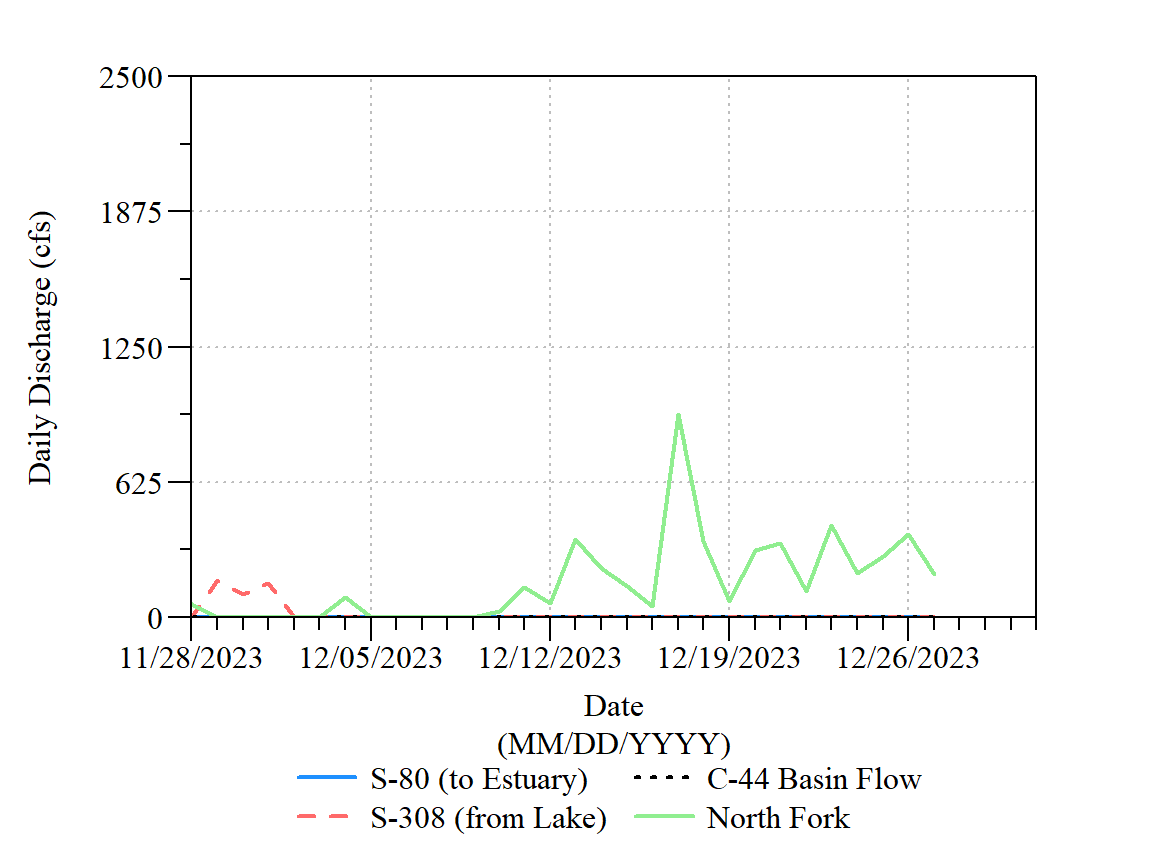 2500
1875
1250
625
0
Daily Discharge (cfs)
11/28/2023 12/05/2023 12/12/2023 12/19/2023 12/26/2023
Date
(MM/DD/YYYY)
S-80 (to Estuary) C-44 Basin Flow
S-308 (from Lake) North Fork